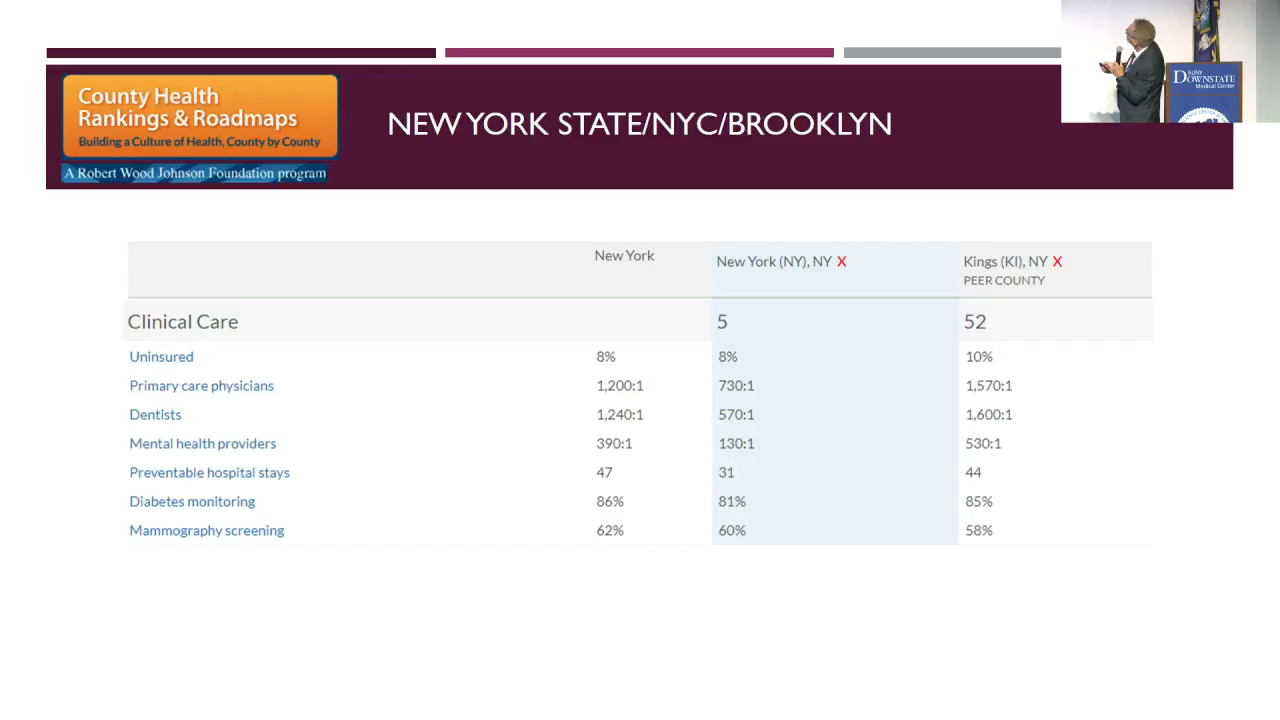 County Health
Rankings & Roadmaps
Building a Culture of Health, County by County
A Robert Wood Johnson Foundation program
NEW YORK STATE/NYC/BROOKLYN
SUNY
DOWNSTATE
Medical Center
New York New York (NY), NY X Kings (KI), NY X
PEER COUNTY
Clinical Care 5 52
Uninsured 8% 8% 10%
Primary care physicians 1,200:1 730:1 1,570:1
Dentists 1,240:1 570:1 1,600:1
Mental health providers 390:1 130:1 530:1
Preventable hospital stays 47 31 44
Diabetes monitoring 86% 81% 85%
Mammography screening 62% 60% 58%